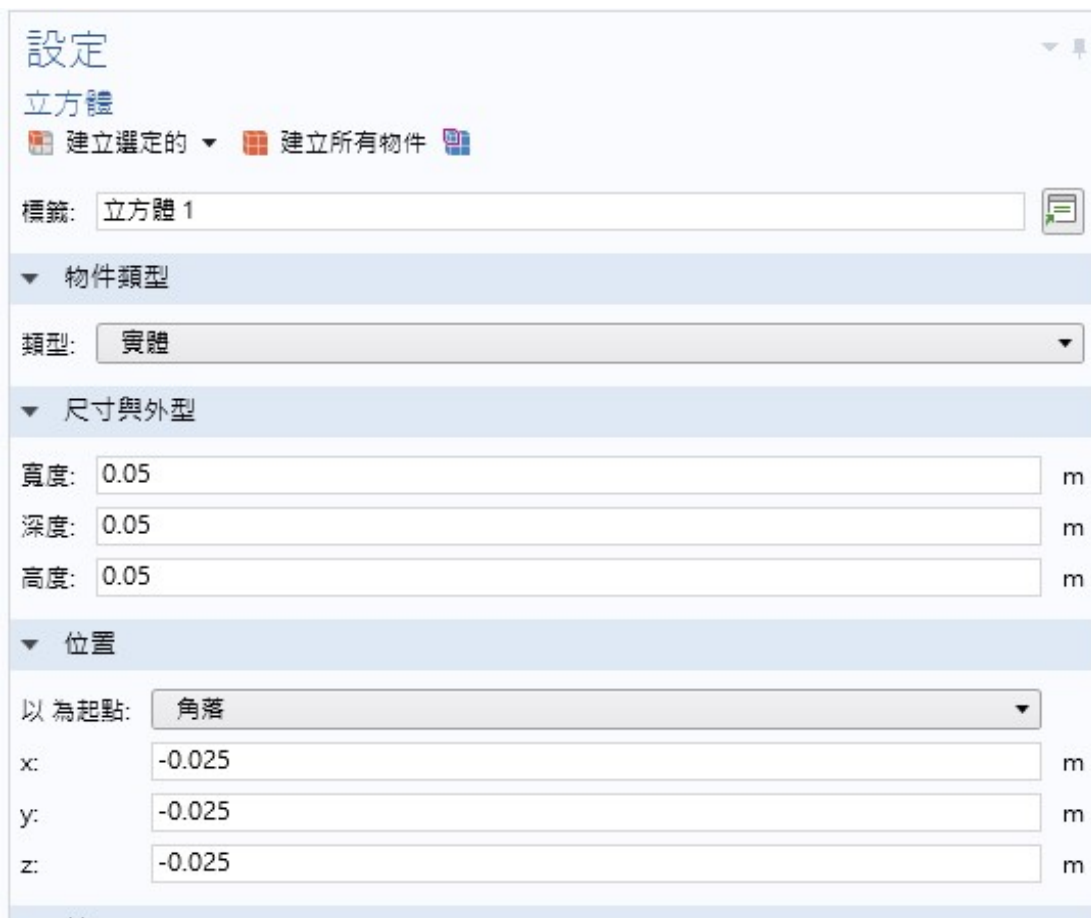 設定
立方體
建立選定的 建立所有物件
標籤: 立方體 1
物件類型
類型: 實體
尺寸與外型
寬度: 0.05 m
深度: 0.05 m
高度: 0.05 m
位置
以 為起點: 角落
x: -0.025 m
y: -0.025 m
z: -0.025 m